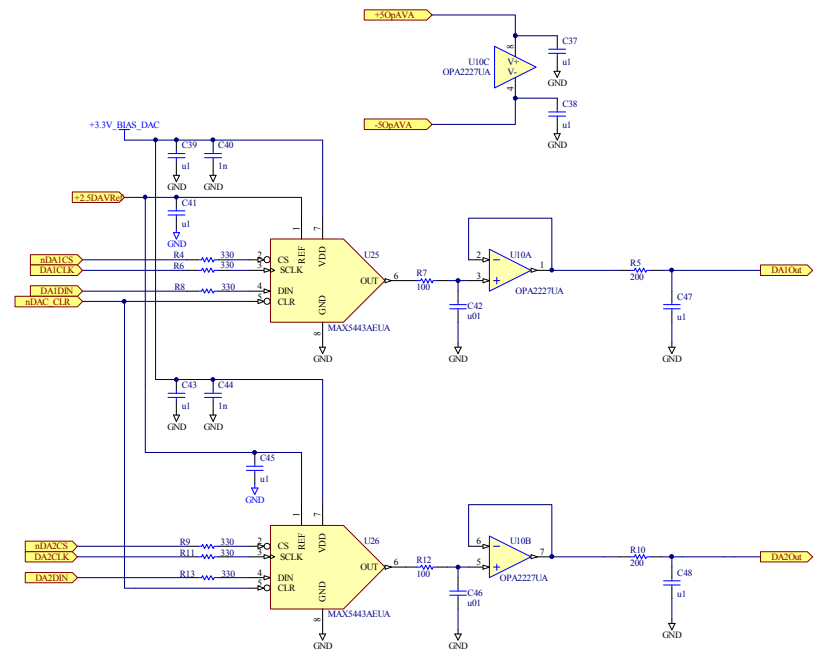 +5OpAVA
C37
u1
GND
8
V+
V-
4
U10C
OPA2227UA
C38
u1
GND
-5OpAVA
+3.3V_BIAS_DAC
C39
u1
GND
C40
1n
GND
+2.5DAVRef
C41
u1
GND
1
7
REF
VDD
U25
nDA1CS
R4
330
2
CS
DA1CLK
R6
330
3
SCLK
DA1DIN
R8
330
4
DIN
nDAC_CLR
5
CLR
GND
OUT
6
MAX5443AEUA
8
GND
R7
100
C42
u01
GND
2
3
U10A
1
OPA2227UA
R5
200
C47
u1
GND
DA1Out
C43
u1
GND
C44
1n
GND
C45
u1
GND
1
7
REF
VDD
U26
nDA2CS
R9
330
2
CS
DA2CLK
R11
330
3
SCLK
DA2DIN
R13
330
4
DIN
5
CLR
GND
OUT
6
MAX5443AEUA
8
GND
R12
100
C46
u01
GND
6
5
U10B
7
OPA2227UA
R10
200
C48
u1
GND
DA2Out